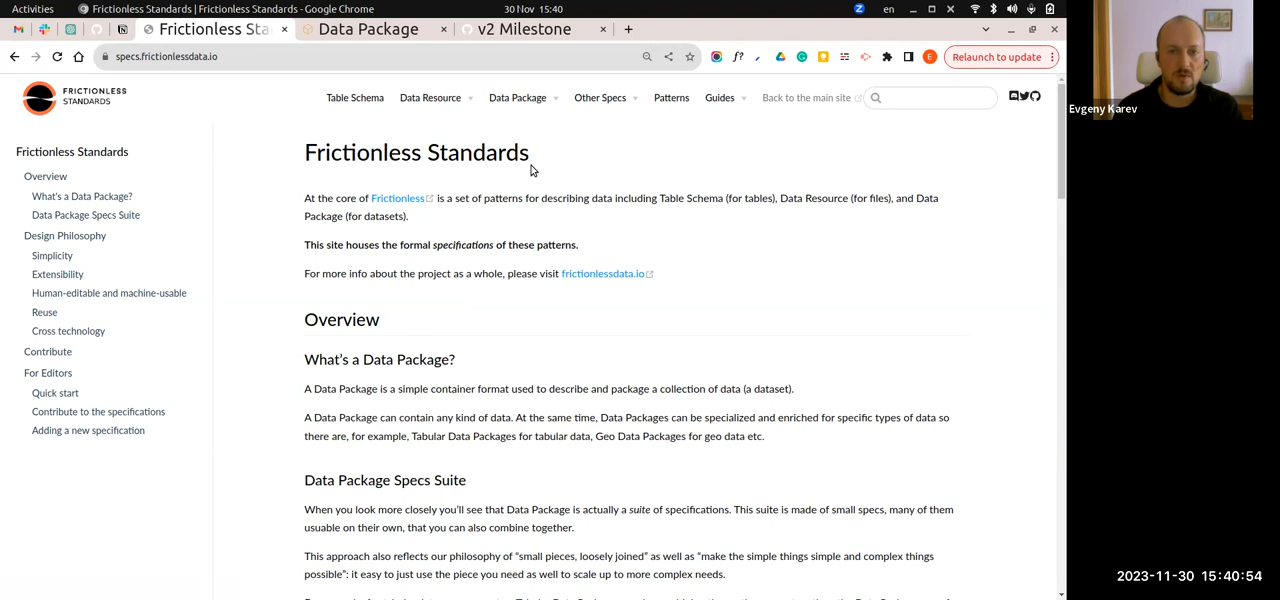 Activities
Frictionless Standards | Frictionless Standards - Google Chrome
30 Nov 15:40
en
Frictionless Sta
Data Package
v2 Milestone
specs.frictionlessdata.io
Relaunch to update
FRICTIONLESS
STANDARDS
Table Schema
Data Resource
Data Package
Other Specs
Patterns
Guides
Back to the main site
Evgeny Karev
Frictionless Standards
Overview
What's a Data Package?
Data Package Specs Suite
Design Philosophy
Simplicity
Extensibility
Human-editable and machine-usable
Reuse
Cross technology
Contribute
For Editors
Quick start
Contribute to the specifications
Adding a new specification
Frictionless Standards
At the core of Frictionless is a set of patterns for describing data including Table Schema (for tables), Data Resource (for files), and Data
Package (for datasets).
This site houses the formal specifications of these patterns.
For more info about the project as a whole, please visit frictionlessdata.io
Overview
What's a Data Package?
A Data Package is a simple container format used to describe and package a collection of data (a dataset).
A Data Package can contain any kind of data. At the same time, Data Packages can be specialized and enriched for specific types of data so
there are, for example, Tabular Data Packages for tabular data, Geo Data Packages for geo data etc.
Data Package Specs Suite
When you look more closely you'll see that Data Package is actually a suite of specifications. This suite is made of small specs, many of them
usuable on their own, that you can also combine together.
This approach also reflects our philosophy of "small pieces, loosely joined" as well as "make the simple things simple and complex things
possible": it easy to just use the piece you need as well to scale up to more complex needs.
2023-11-30 15:40:54